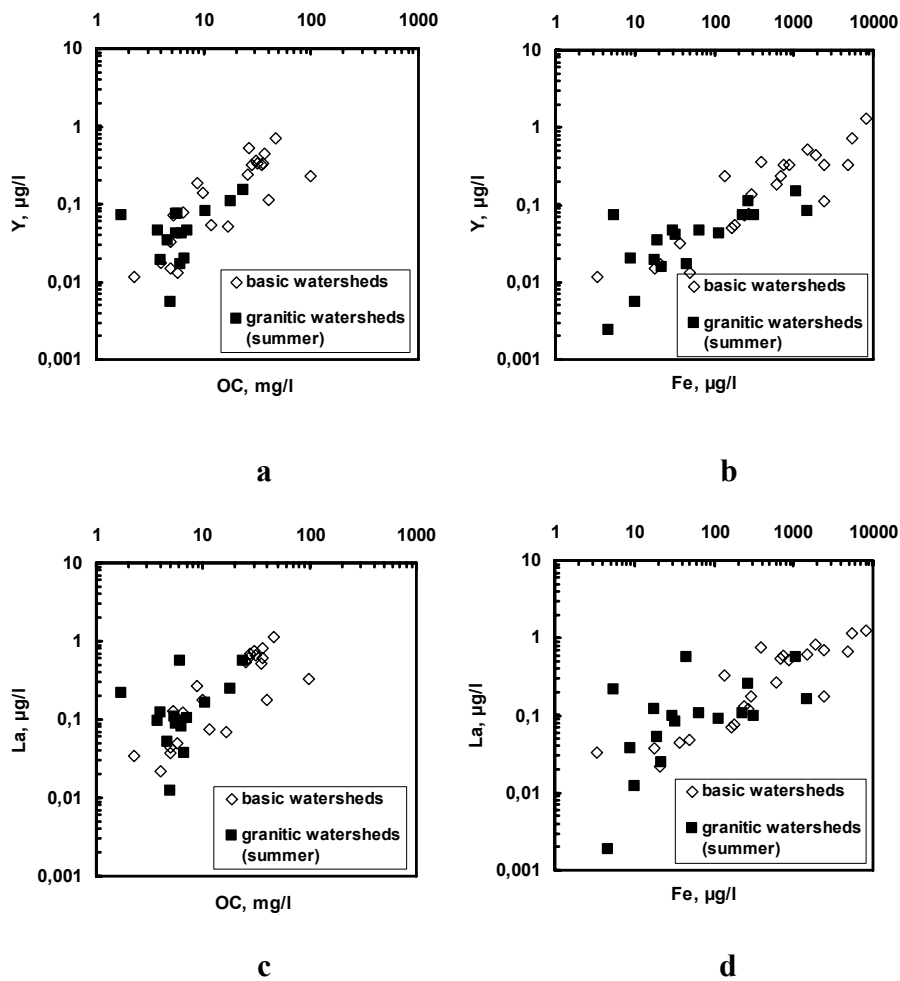 1 10 100 1000
10
1
0,1
0,01
0,001
Y, µg/l
OC, mg/l
basic watersheds
granitic watersheds
(summer)
a
1 10 100 1000 10000
10
1
0,1
0,01
0,001
Y, µg/l
Fe, µg/l
basic watersheds
granitic watersheds
(summer)
b
1 10 100 1000
10
1
0,1
0,01
0,001
La, µg/l
OC, mg/l
basic watersheds
granitic watersheds
(summer)
c
1 10 100 1000 10000
10
1
0,1
0,01
0,001
La, µg/l
Fe, µg/l
basic watersheds
granitic watersheds
(summer)
d